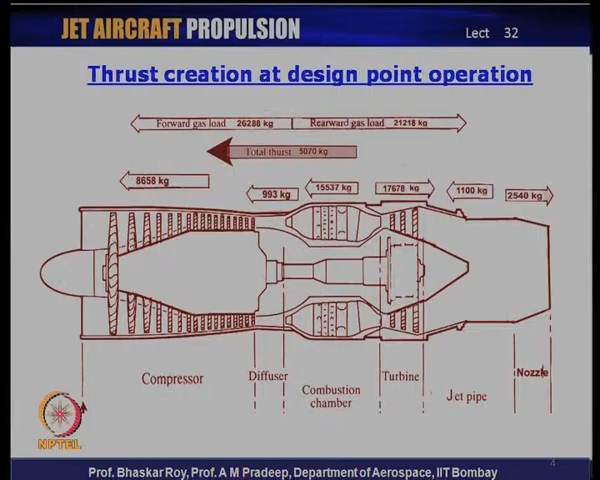 JET AIRCRAFT PROPULSION
Lect 32
Thrust creation at design point operation
Forward gas load 26288 kg
Rearward gas load 21218 kg
Total thurst 5070 kg
8658 kg
993 kg
15537 kg
17678 kg
1100 kg
2540 kg
Compressor
Diffuser
Combustion
chamber
Turbine
Jet pipe
Nozzle
NPTEL
4
Prof. Bhaskar Roy, Prof. A M Pradeep, Department of Aerospace, IIT Bombay